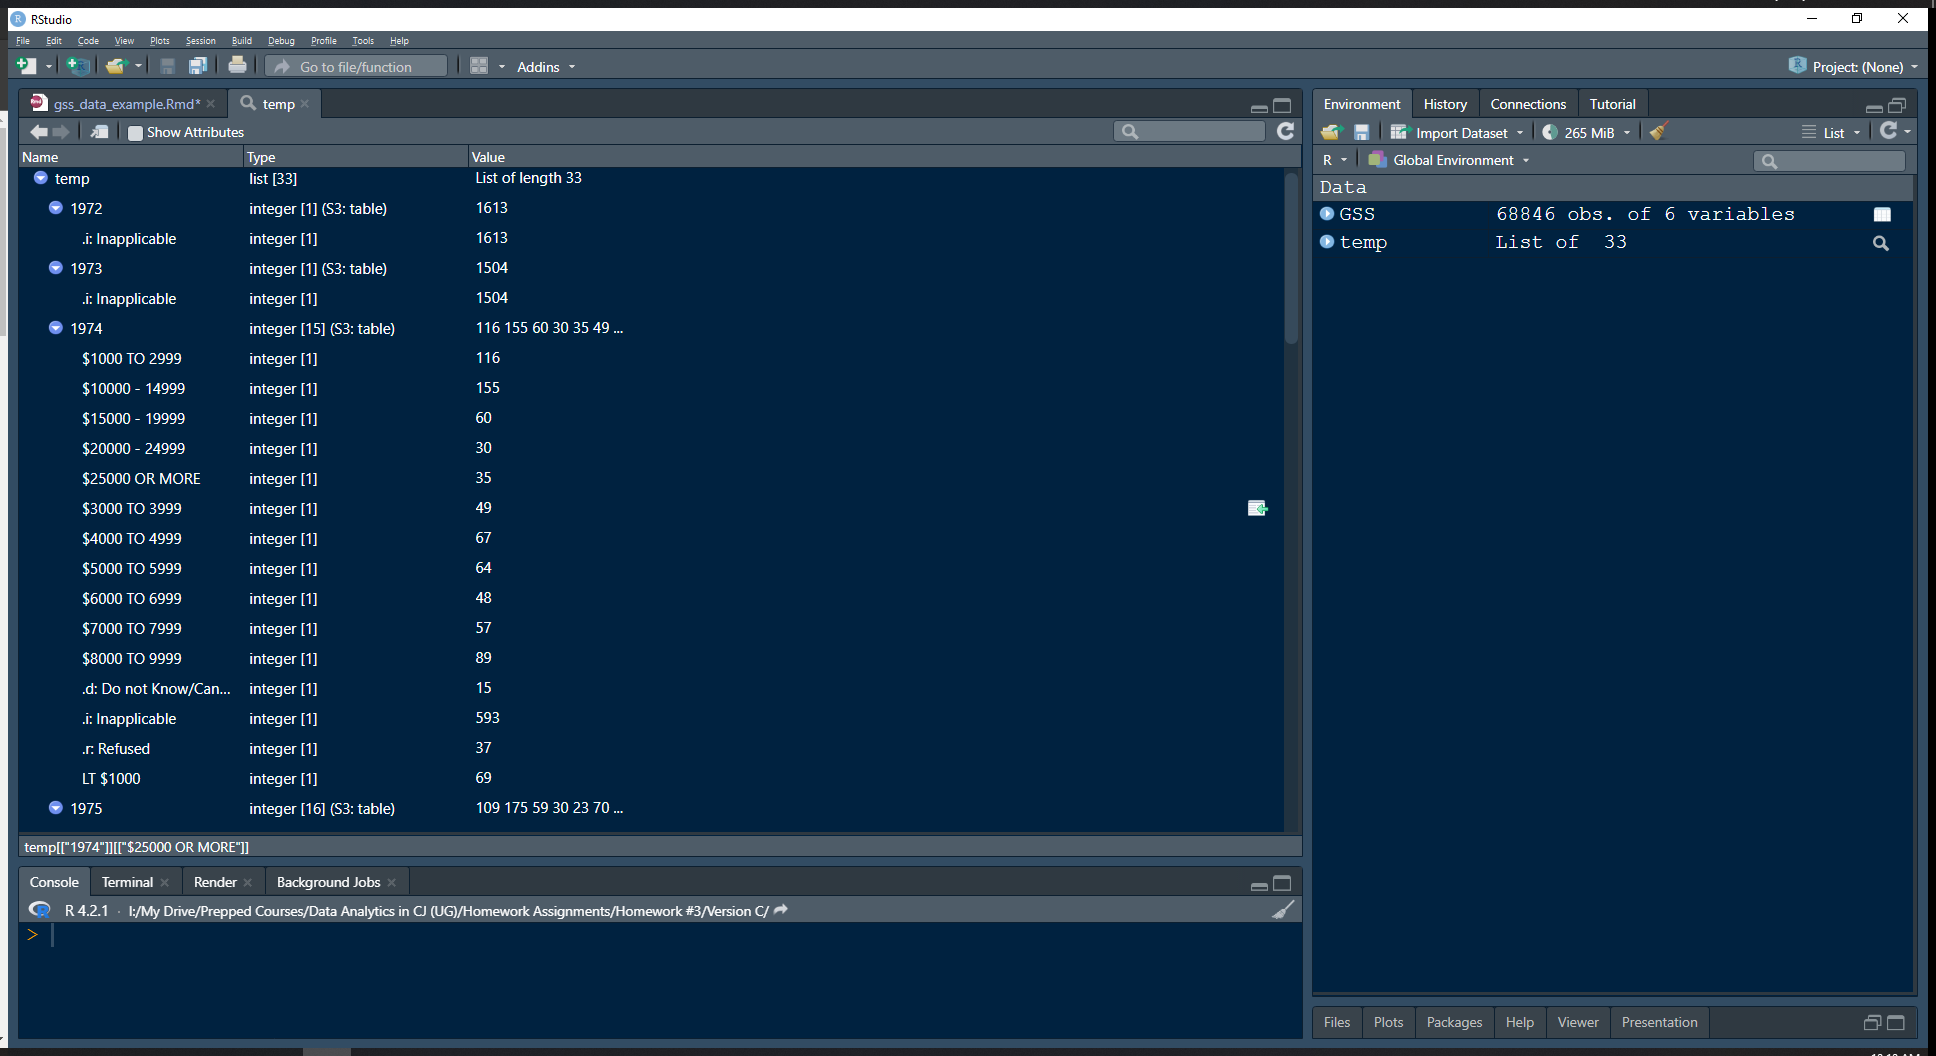 RStudio
File Edit Code View Plots Session Build Debug Profile Tools Help
Go to file/function Addins Project: (None)
gss_data_example.Rmd* temp
Show Attributes
Name Type Value
temp list [33] List of length 33
1972 integer [1] (S3: table) 1613
.i: Inapplicable integer [1] 1613
1973 integer [1] (S3: table) 1504
.i: Inapplicable integer [1] 1504
1974 integer [15] (S3: table) 116 155 60 30 35 49 ...
$1000 TO 2999 integer [1] 116
$10000 - 14999 integer [1] 155
$15000 - 19999 integer [1] 60
$20000 - 24999 integer [1] 30
$25000 OR MORE integer [1] 35
$3000 TO 3999 integer [1] 49
$4000 TO 4999 integer [1] 67
$5000 TO 5999 integer [1] 64
$6000 TO 6999 integer [1] 48
$7000 TO 7999 integer [1] 57
$8000 TO 9999 integer [1] 89
.d: Do not Know/Can... integer [1] 15
.i: Inapplicable integer [1] 593
.r: Refused integer [1] 37
LT $1000 integer [1] 69
1975 integer [16] (S3: table) 109 175 59 30 23 70 ...
temp[["1974"]][["$25000 OR MORE"]]
Console Terminal Render Background Jobs
R 4.2.1 · I:/My Drive/Prepped Courses/Data Analytics in CJ (UG)/Homework Assignments/Homework #3/Version C/
>
Environment History Connections Tutorial
Import Dataset 265 MiB List
R Global Environment
Data
GSS 68846 obs. of 6 variables
temp List of 33
Files Plots Packages Help Viewer Presentation